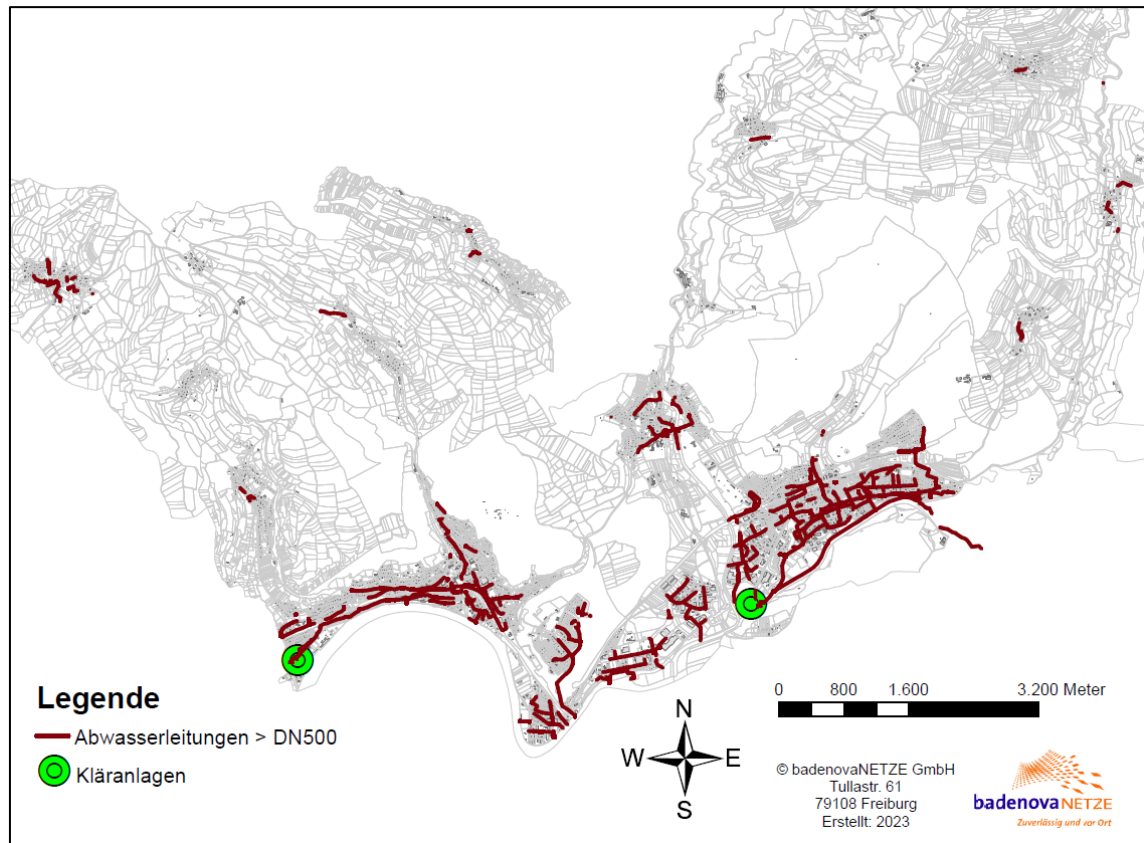 Legende
Abwasserleitungen > DN500
Kläranlagen
N
W E
S
0 800 1.600 3.200 Meter
© badenovaNETZE GmbH
Tullastr. 61
79108 Freiburg
Erstellt: 2023
badenovaNETZE
Zuverlässig und vor Ort